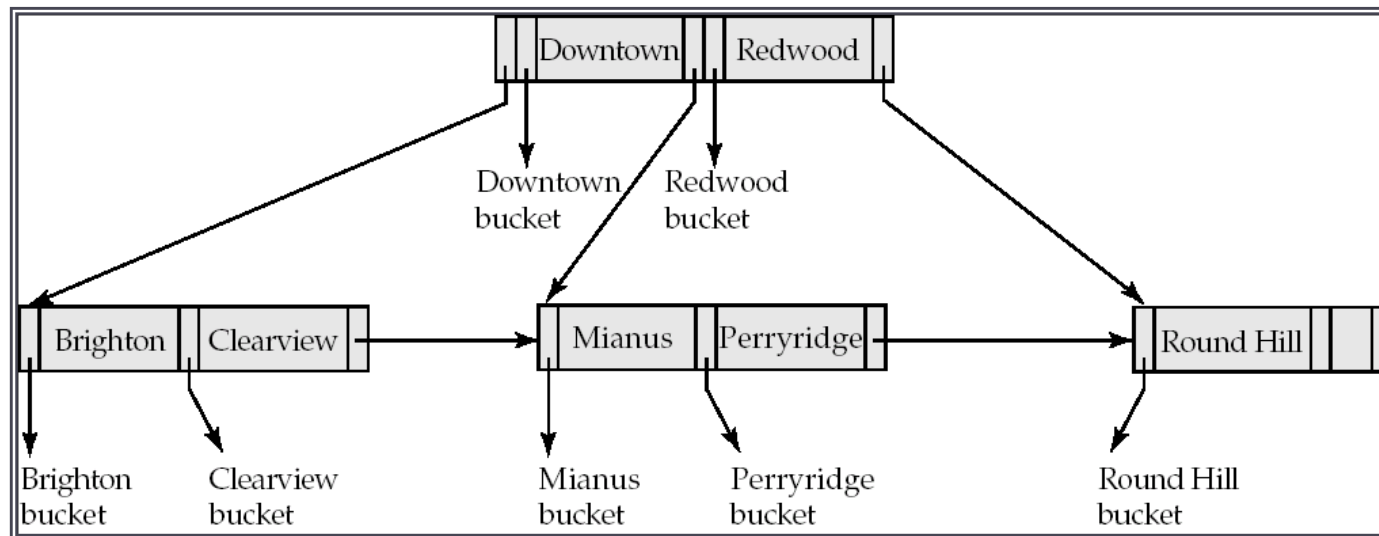 Downtown
Redwood
Downtown
bucket
Redwood
bucket
Brighton
Clearview
Mianus
Perryridge
Round Hill
Brighton
bucket
Clearview
bucket
Mianus
bucket
Perryridge
bucket
Round Hill
bucket